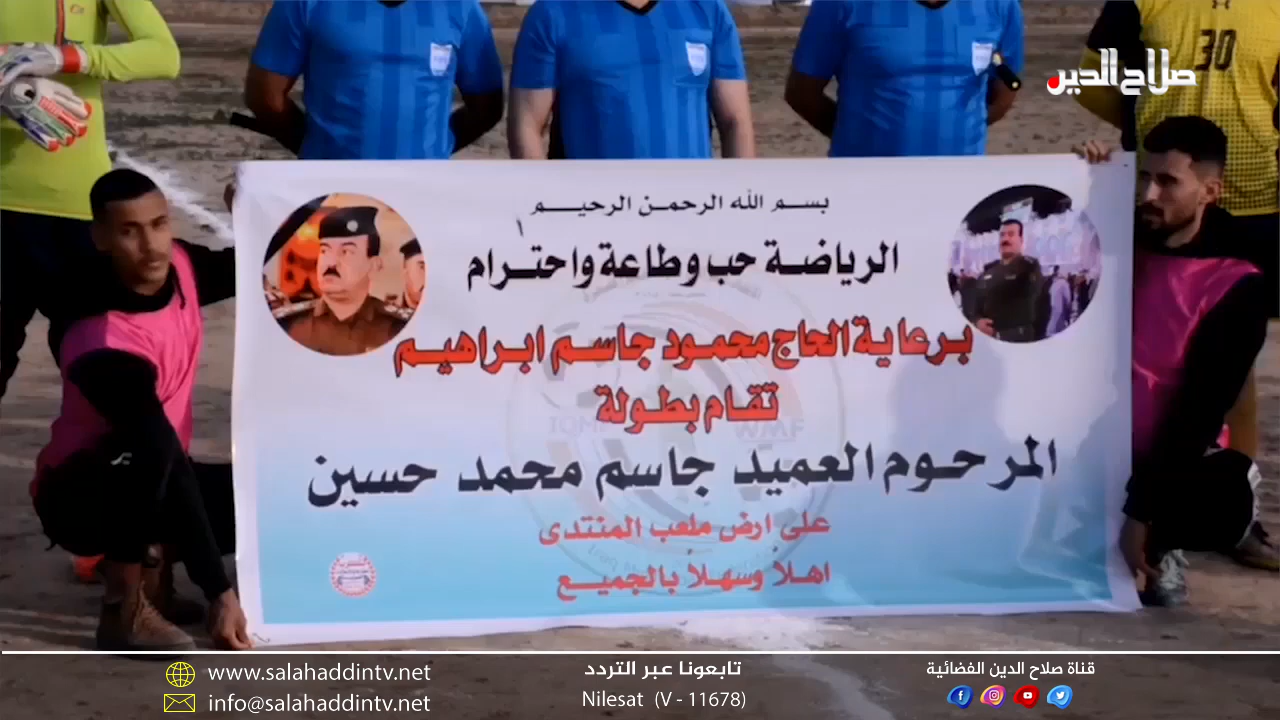 30
صلاح الدين
بسم الله الرحمن الرحيم
الرياضة حب وطاعة واحترام
برعاية الحاج محمود جاسم ابراهيم
تقام بطولة
المرحوم العميد جاسم محمد حسين
على ارض ملعب المنتدى
اهلا وسهلا بالجميع
WMF
قناة صلاح الدين الفضائية
تابعونا عبر التردد
Nilesat (V - 11678)
www.salahaddintv.net
info@salahaddintv.net